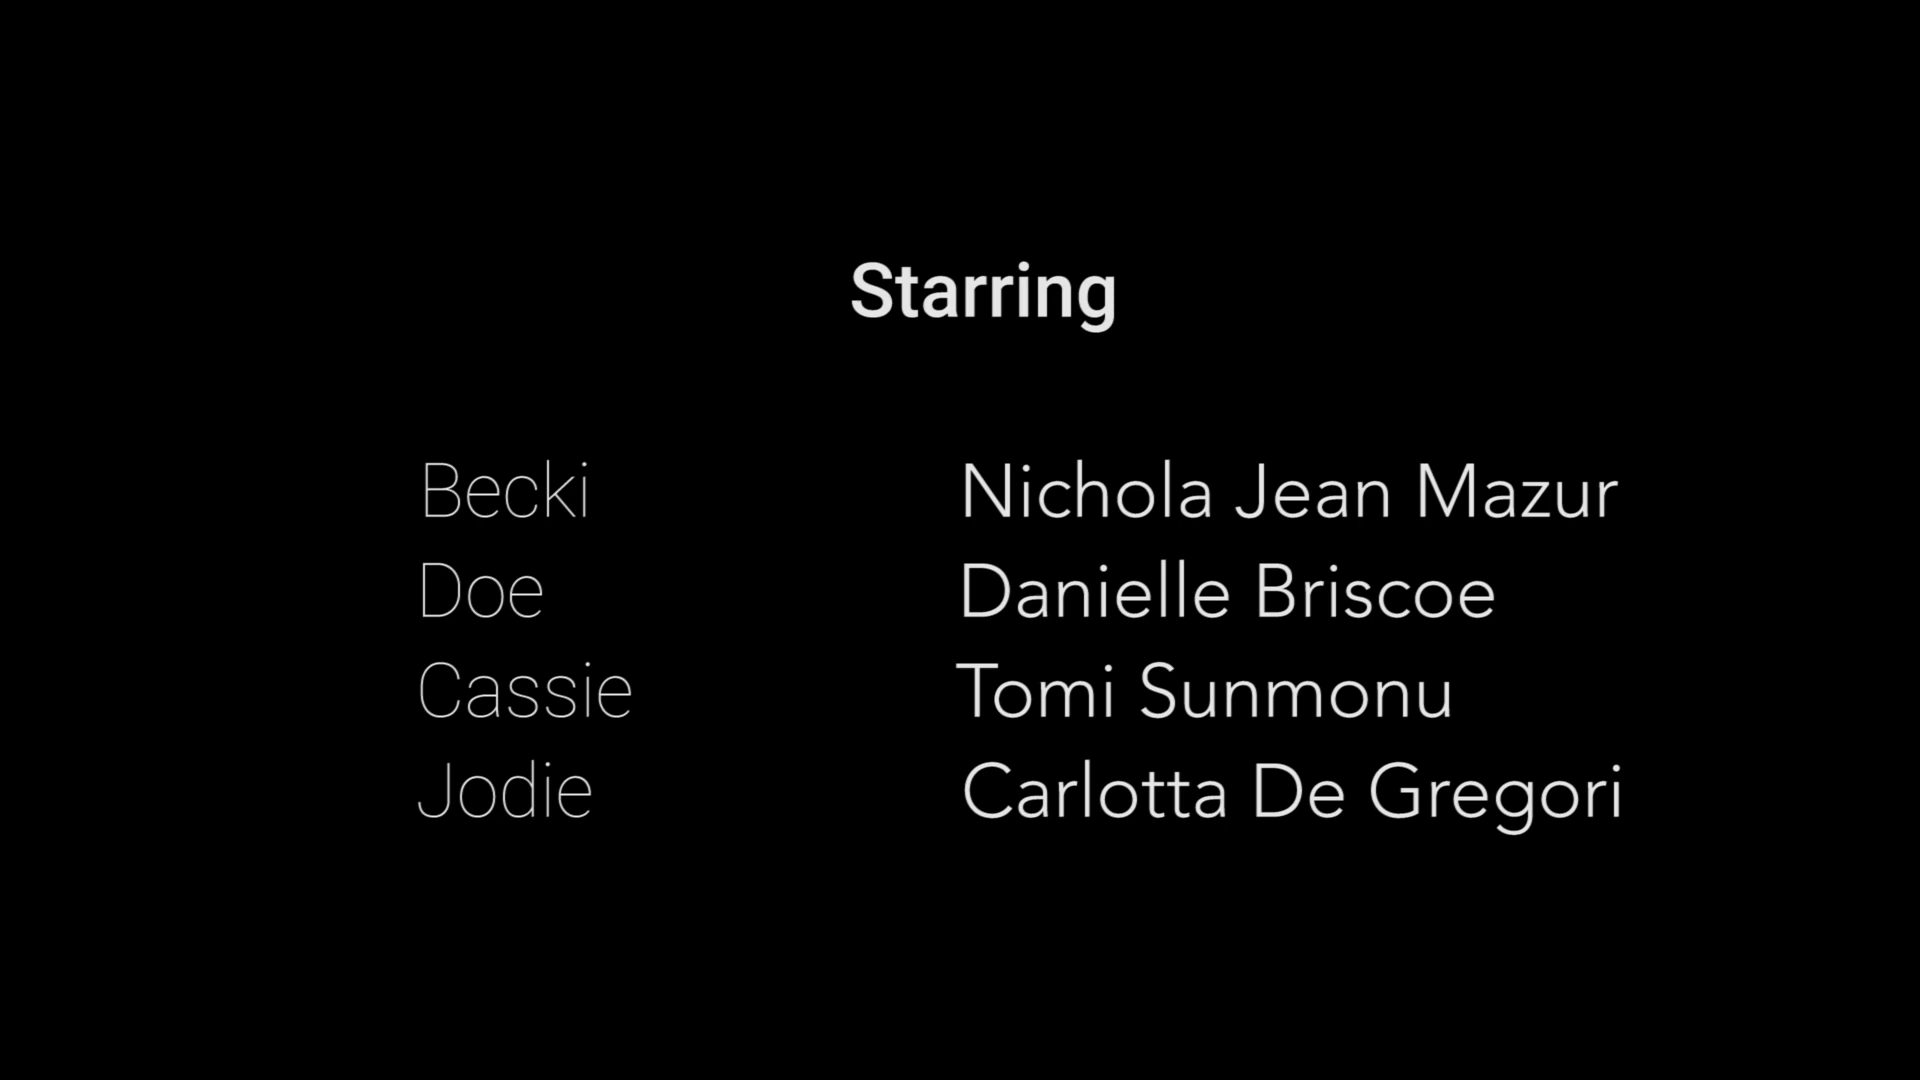 Starring
Becki Nichola Jean Mazur
Doe Danielle Briscoe
Cassie Tomi Sunmonu
Jodie Carlotta De Gregori